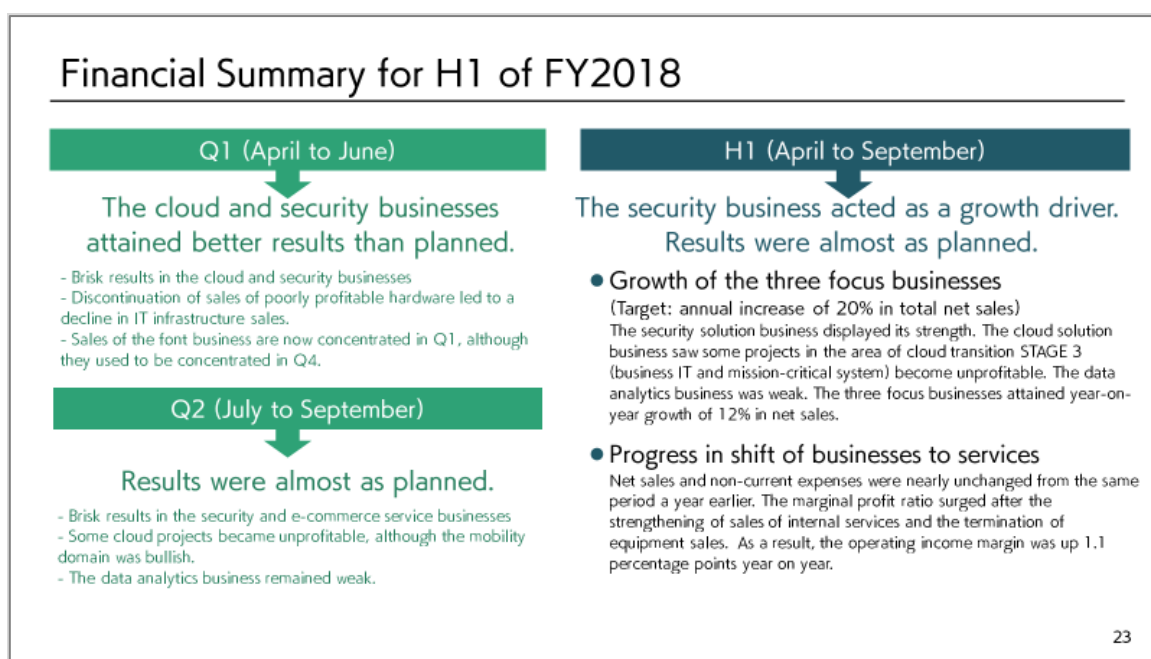 Financial Summary for H1 of FY2018
Q1 (April to June)
The cloud and security businesses
attained better results than planned.
- Brisk results in the cloud and security businesses
- Discontinuation of sales of poorly profitable hardware led to a
decline in IT infrastructure sales.
- Sales of the font business are now concentrated in Q1, although
they used to be concentrated in Q4.
Q2 (July to September)
Results were almost as planned.
- Brisk results in the security and e-commerce service businesses
- Some cloud projects became unprofitable, although the mobility
domain was bullish.
- The data analytics business remained weak.
H1 (April to September)
The security business acted as a growth driver.
Results were almost as planned.
● Growth of the three focus businesses
(Target: annual increase of 20% in total net sales)
The security solution business displayed its strength. The cloud solution
business saw some projects in the area of cloud transition STAGE 3
(business IT and mission-critical system) become unprofitable. The data
analytics business was weak. The three focus businesses attained year-on-
year growth of 12% in net sales.
● Progress in shift of businesses to services
Net sales and non-current expenses were nearly unchanged from the same
period a year earlier. The marginal profit ratio surged after the
strengthening of sales of internal services and the termination of
equipment sales.  As a result, the operating income margin was up 1.1
percentage points year on year.
23